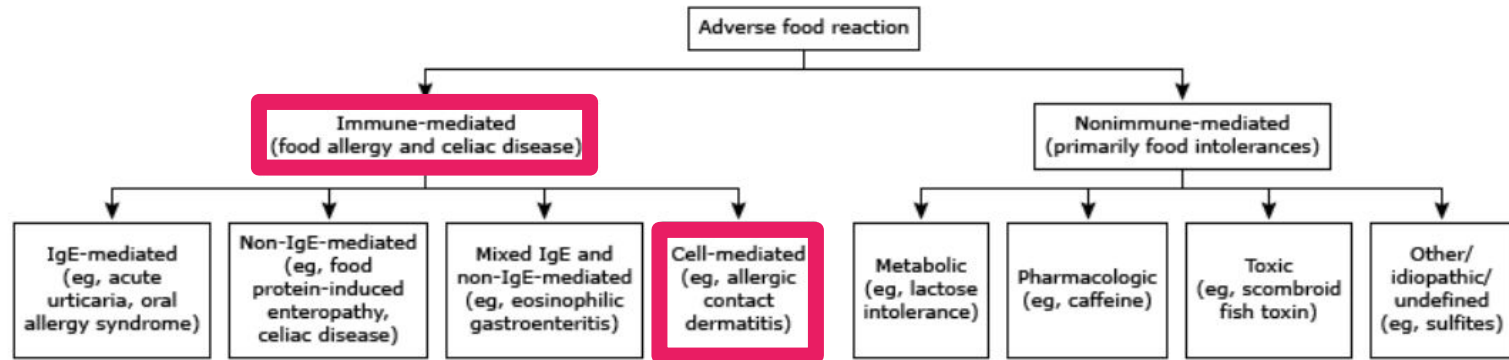 Adverse food reaction
Immune-mediated
(food allergy and celiac disease)
Nonimmune-mediated
(primarily food intolerances)
IgE-mediated
(eg, acute
urticaria, oral
allergy syndrome)
Non-IgE-mediated
(eg, food
protein-induced
enteropathy,
celiac disease)
Mixed IgE and
non-IgE-mediated
(eg, eosinophilic
gastroenteritis)
Cell-mediated
(eg, allergic
contact
dermatitis)
Metabolic
(eg, lactose
intolerance)
Pharmacologic
(eg, caffeine)
Toxic
(eg, scombroid
fish toxin)
Other/
idiopathic/
undefined
(eg, sulfites)